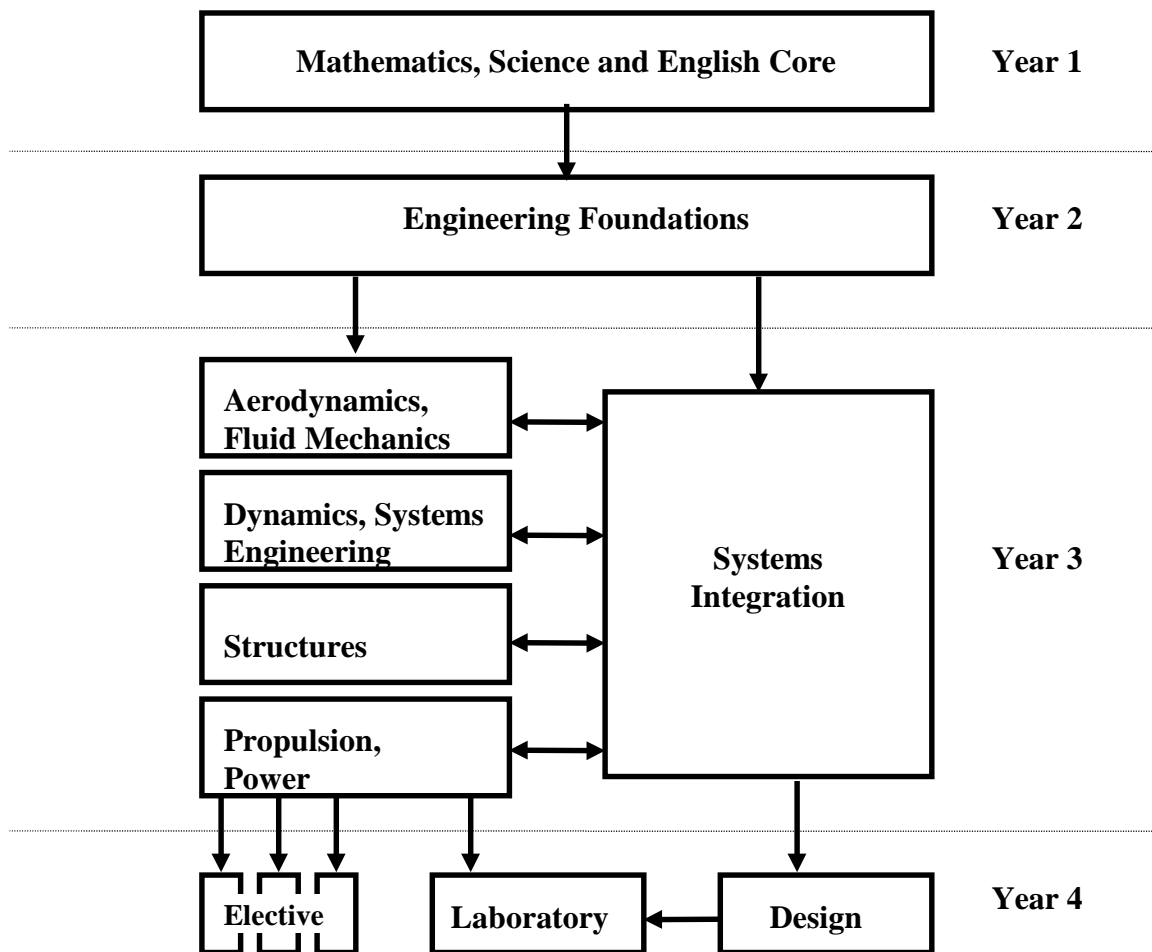 Mathematics, Science and English Core
Year 1
Engineering Foundations
Year 2
Aerodynamics,
Fluid Mechanics
Dynamics, Systems
Engineering
Structures
Propulsion,
Power
Systems
Integration
Year 3
Elective
Laboratory
Design
Year 4